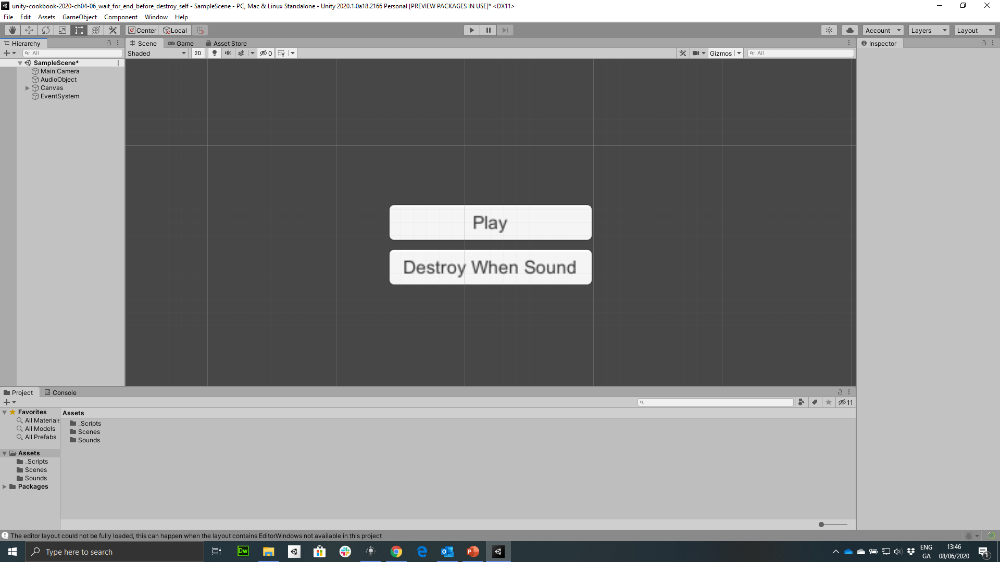 unity-cookbook-2020-ch04-06_wait_for_end_before_destroy_self - SampleScene - PC, Mac & Linux Standalone - Unity 2020.1.0a18.2166 Personal [PREVIEW PACKAGES IN USE]* <DX11>
File Edit Assets GameObject Component Window Help
Center Local Account Layers Layout
Hierarchy Scene Game Asset Store Inspector
All Shaded 2D 0 Gizmos All
SampleScene*
Main Camera
AudioObject
Canvas
EventSystem
Play
Destroy When Sound
Project Console
11
Favorites
All Materials
All Models
All Prefabs
Assets
_Scripts
Scenes
Sounds
Packages
Assets
_Scripts
Scenes
Sounds
The editor layout could not be fully loaded, this can happen when the layout contains EditorWindows not available in this project
Type here to search
Dw
ENG
GA
13:46
08/06/2020
1